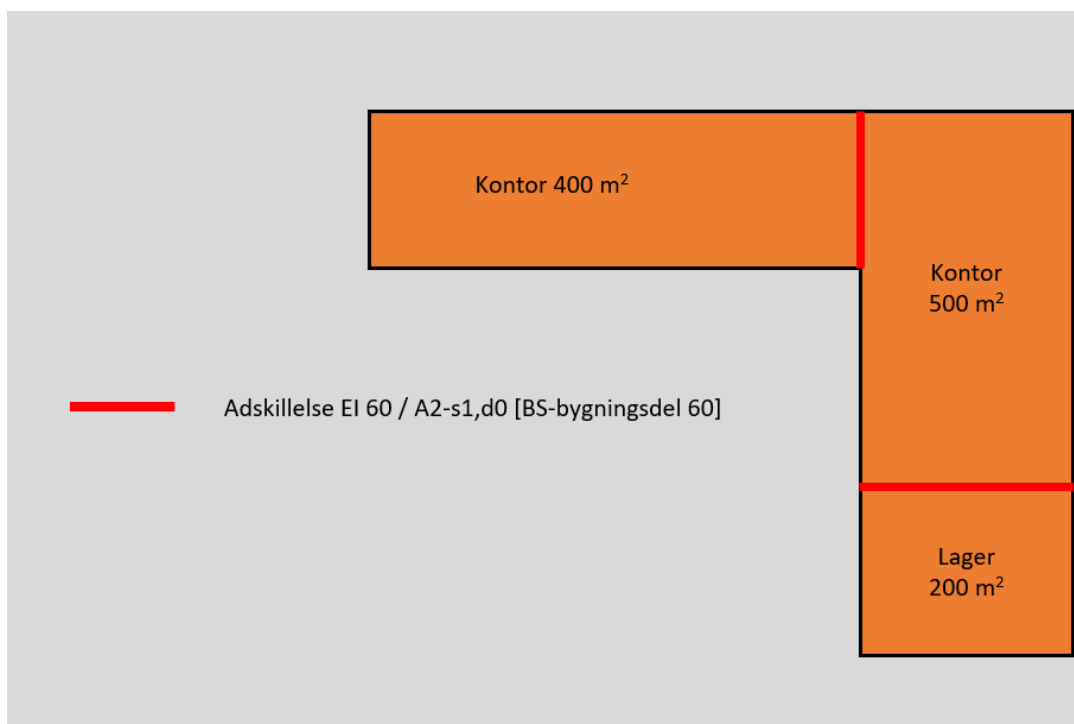 Kontor 400 m²
Kontor
500 m²
Adskillelse EI 60 / A2-s1,d0 [BS-bygningsdel 60]
Lager
200 m²